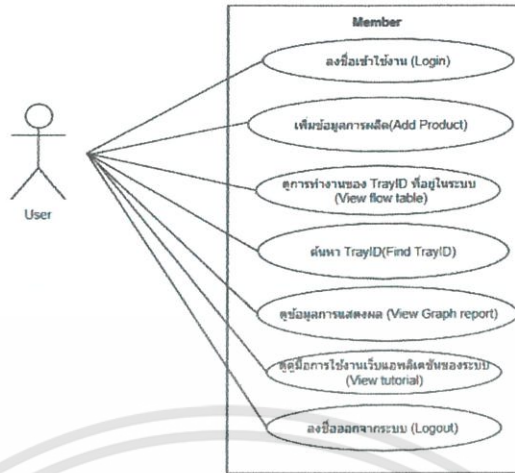 Member
ลงชื่อเข้าใช้งาน (Login)
เพิ่มข้อมูลการผลิต(Add Product)
ดูการทำงานของ TrayID ที่อยู่ในระบบ
(View flow table)
User
ค้นหา TrayID(Find TrayID)
ดูข้อมูลการแสดงผล (View Graph report)
ดูคู่มือการใช้งานเว็บแอพลิเคชันของระบบ
(View tutorial)
ลงชื่อออกจากระบบ (Logout)